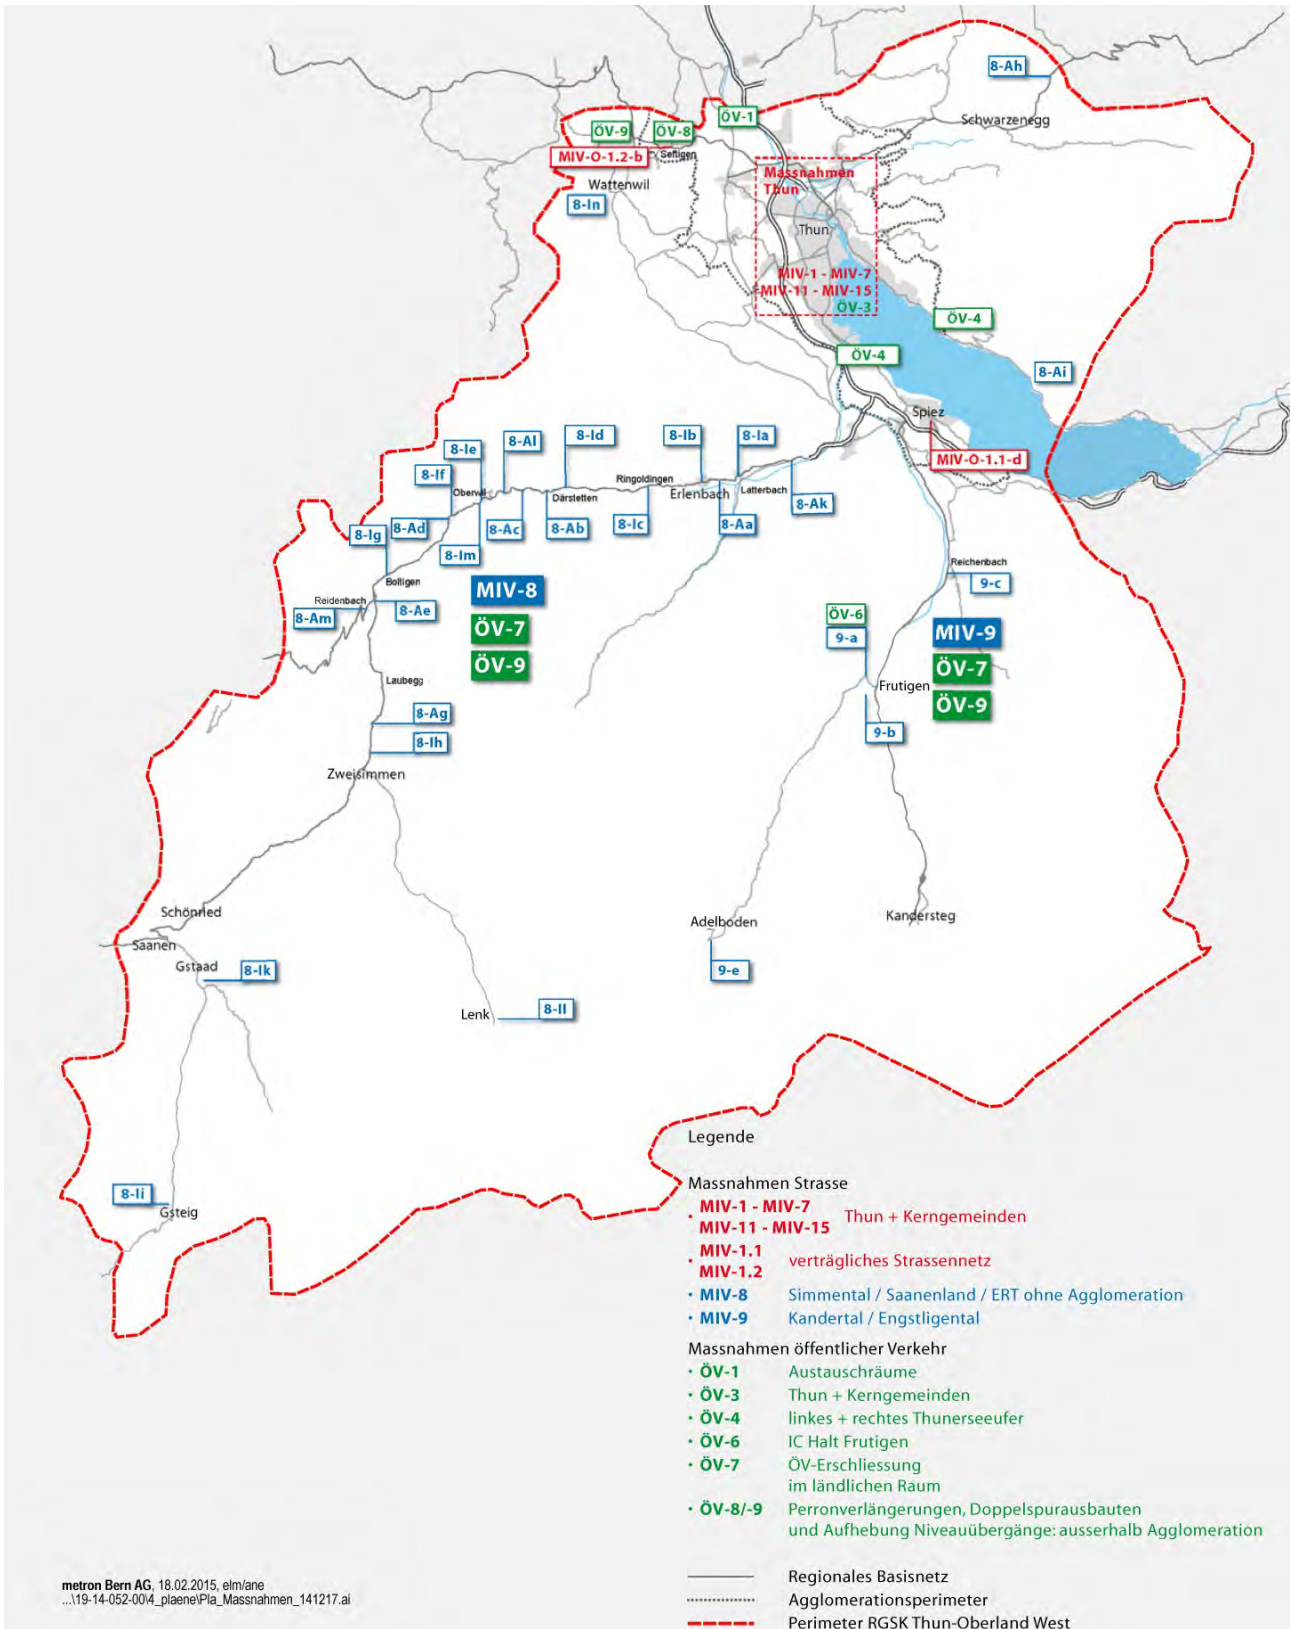 8-Ah
ÖV-1
Schwarzenegg
ÖV-9
ÖV-8
MIV-O-1.2-b
Seftigen
Massnahmen
Thun
Wattenwil
8-In
Thun
MIV-1 - MIV-7
MIV-11 - MIV-15
ÖV-3
ÖV-4
ÖV-4
8-Ai
Spiez
8-Ie
8-Al
8-Id
8-Ib
8-Ia
MIV-O-1.1-d
8-If
Ringoldingen
Oberwil
Därstetten
Erlenbach
Latterbach
8-Ak
8-Ig
8-Ad
8-Ac
8-Ab
8-Ic
8-Aa
8-Im
Reichenbach
Boltigen
9-c
MIV-8
Reidenbach
8-Ae
8-Am
ÖV-6
ÖV-7
9-a
MIV-9
ÖV-9
ÖV-7
Laubegg
Frutigen
ÖV-9
8-Ag
9-b
8-Ih
Zweisimmen
Schönried
Adelboden
Kandersteg
Saanen
Gstaad
8-Ik
9-e
Lenk
8-Il
8-Ii
Gsteig
Legende
Massnahmen Strasse
• MIV-1 - MIV-7
MIV-11 - MIV-15 Thun + Kerngemeinden
• MIV-1.1
MIV-1.2 verträgliches Strassennetz
• MIV-8 Simmental / Saanenland / ERT ohne Agglomeration
• MIV-9 Kandertal / Engstligental
Massnahmen öffentlicher Verkehr
• ÖV-1 Austauschräume
• ÖV-3 Thun + Kerngemeinden
• ÖV-4 linkes + rechtes Thunerseeufer
• ÖV-6 IC Halt Frutigen
• ÖV-7 ÖV-Erschliessung
im ländlichen Raum
• ÖV-8/-9 Perronverlängerungen, Doppelspurausbauten
und Aufhebung Niveauübergänge: ausserhalb Agglomeration
Regionales Basisnetz
Agglomerationsperimeter
Perimeter RGSK Thun-Oberland West
metron Bern AG, 18.02.2015, elm/ane
...\19-14-052-00\4_plaene\Pla_Massnahmen_141217.ai